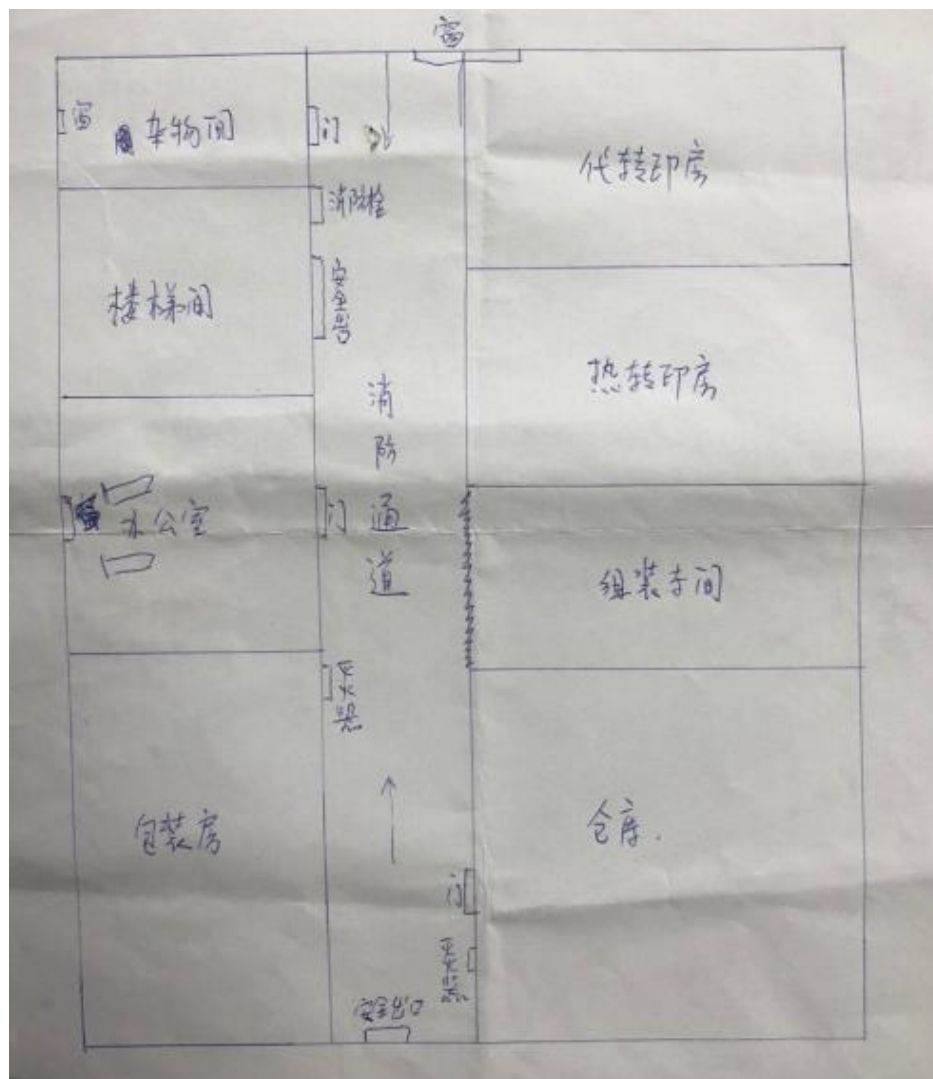 窗
窗
杂物间
门
代转印房
消防栓
楼梯间
安全出
热转印房
消防通道
办公室
门
组装车间
灭火器
包装房
仓库.
门
灭火器
安全出口